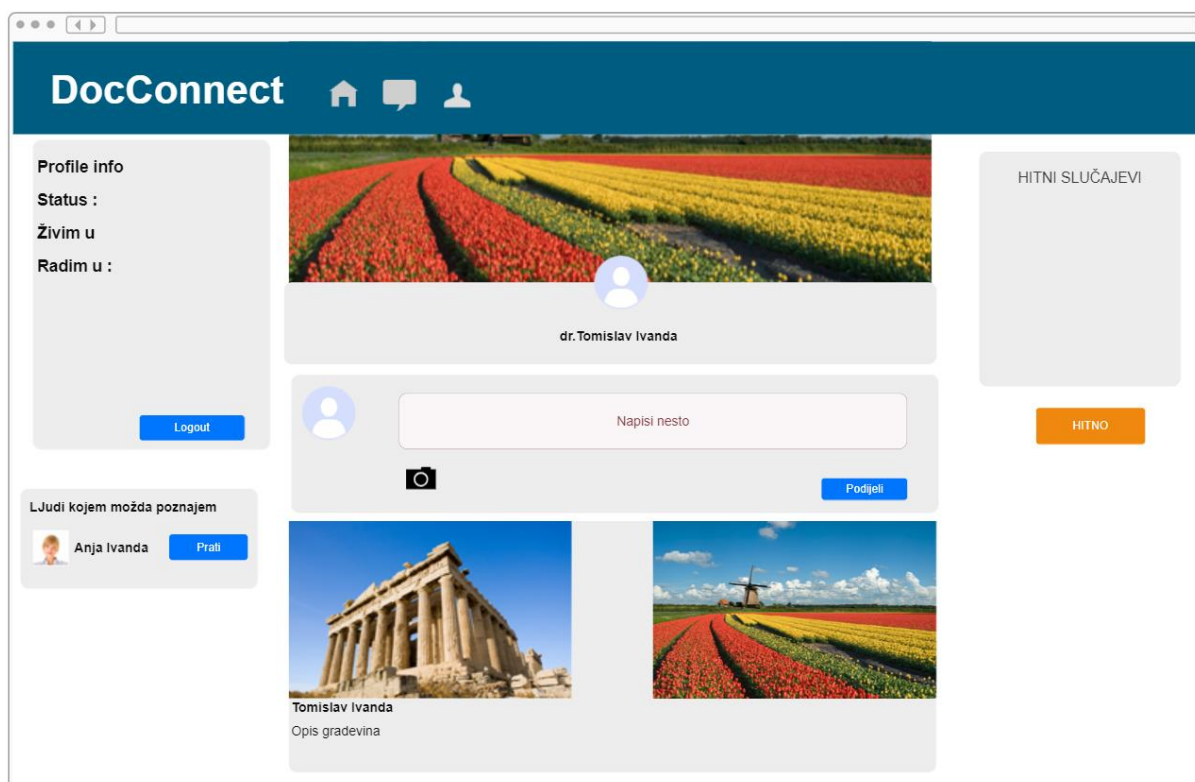 DocConnect
Profile info
Status :
Živim u
Radim u :
Logout
LJudi kojem možda poznajem
Anja Ivanda
Prati
dr.Tomislav Ivanda
Napisi nesto
Podijeli
Tomislav Ivanda
Opis gradevina
HITNI SLUČAJEVI
HITNO